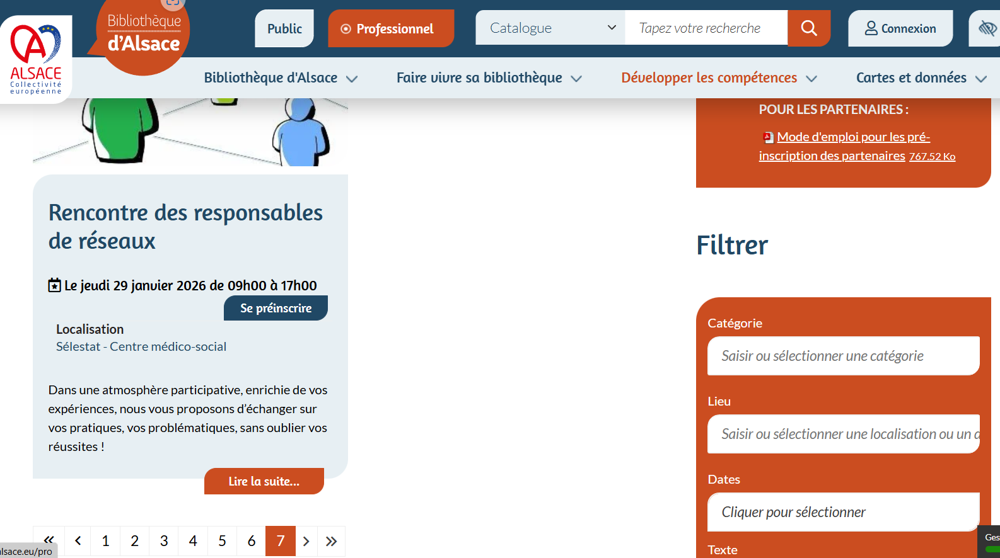 Bibliothèque
d'Alsace
ALSACE
Collectivité
européenne
Public
Professionnel
Catalogue
Tapez votre recherche
Connexion
Bibliothèque d'Alsace
Faire vivre sa bibliothèque
Développer les compétences
Cartes et données
POUR LES PARTENAIRES :
Mode d'emploi pour les pré-
inscription des partenaires 767.52 Ko
Rencontre des responsables
de réseaux
Le jeudi 29 janvier 2026 de 09h00 à 17h00
Se préinscrire
Localisation
Sélestat - Centre médico-social
Dans une atmosphère participative, enrichie de vos
expériences, nous vous proposons d’échanger sur
vos pratiques, vos problématiques, sans oublier vos
réussites !
Lire la suite...
« ‹ 1 2 3 4 5 6 7 › »
Filtrer
Catégorie
Saisir ou sélectionner une catégorie
Lieu
Saisir ou sélectionner une localisation ou un
Dates
Cliquer pour sélectionner
Texte
lsace.eu/pro
Ges